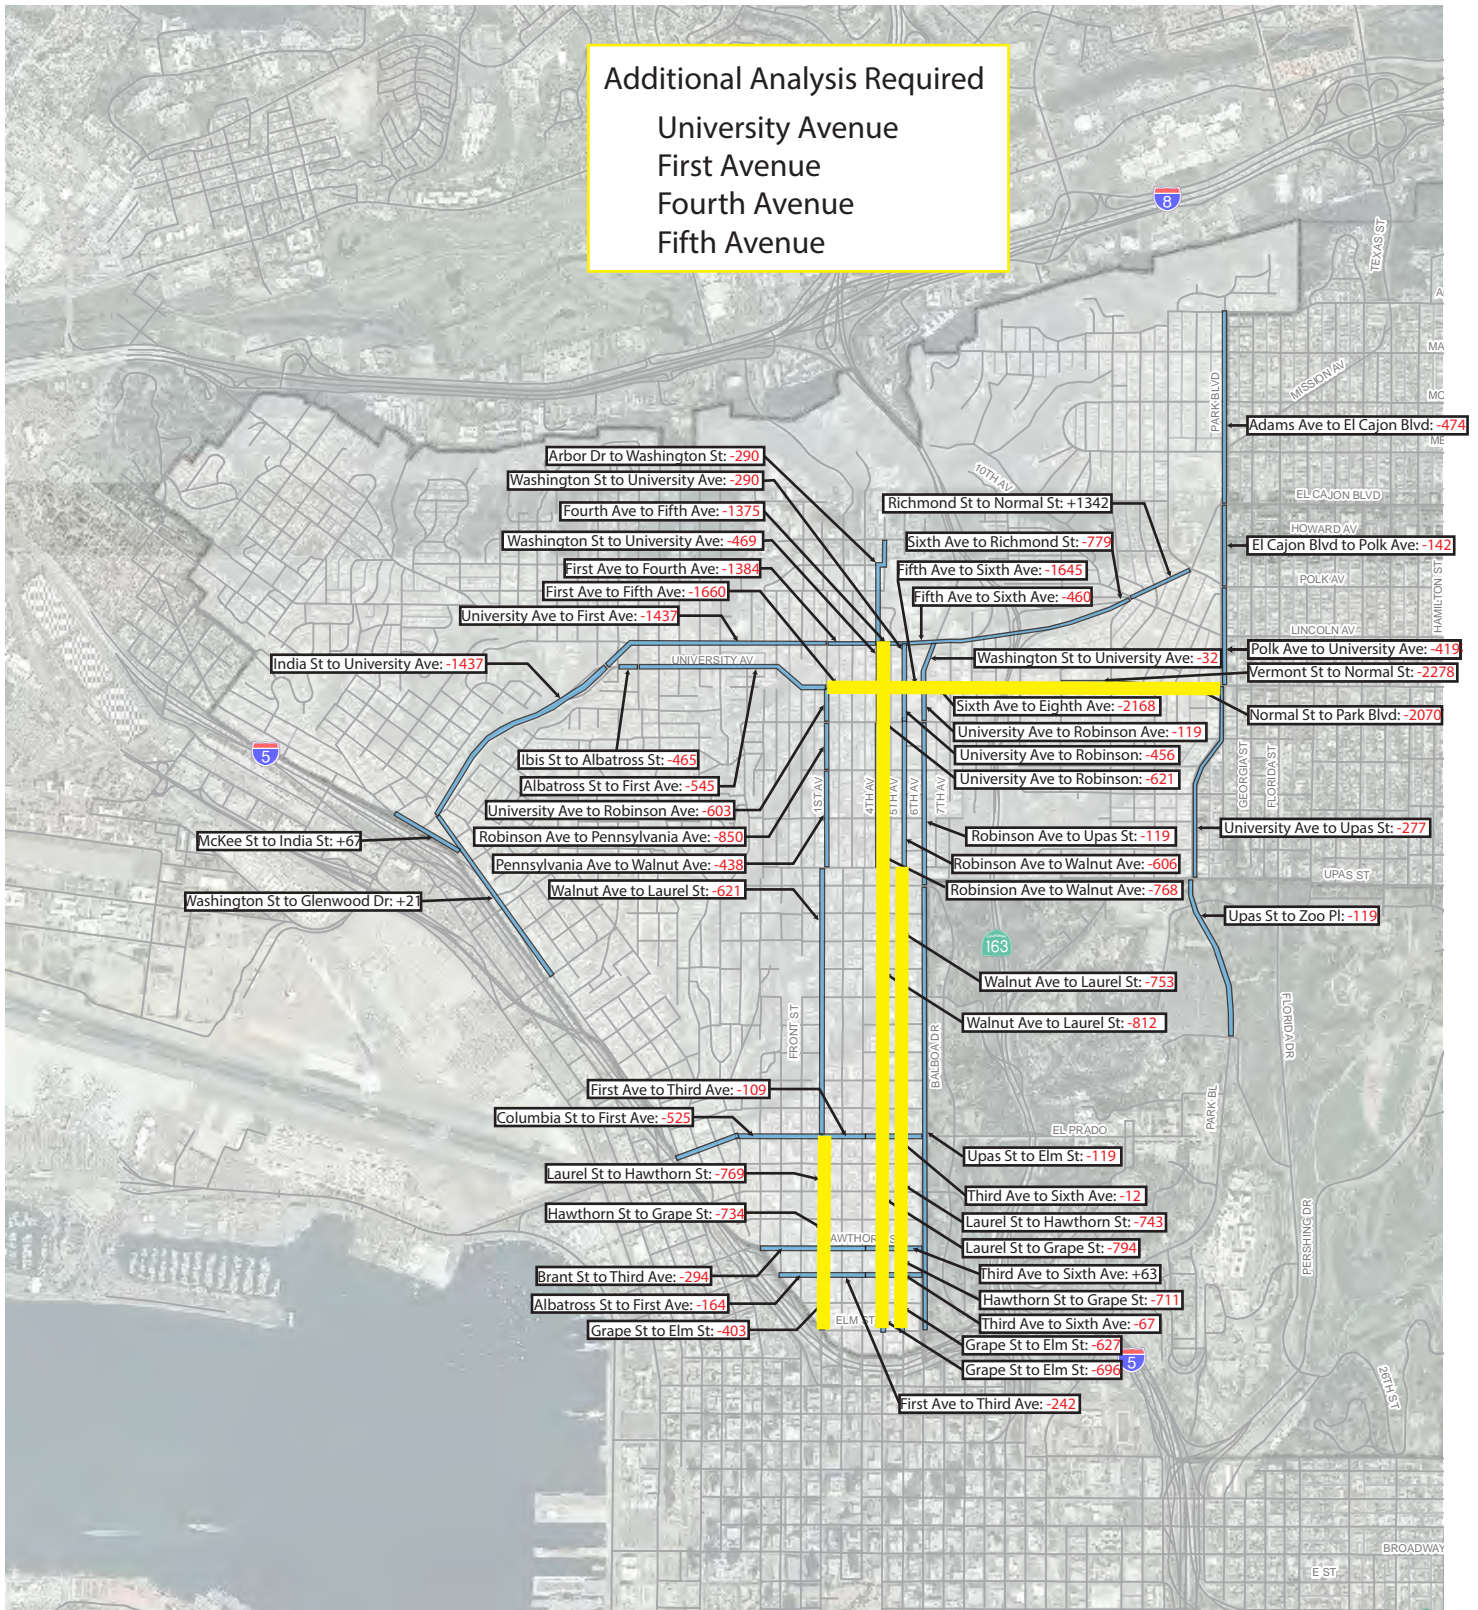 Additional Analysis Required
University Avenue
First Avenue
Fourth Avenue
Fifth Avenue
8
TEXAS ST
A
MA
MISSION AV
MC
PARK BLVD
Adams Ave to El Cajon Blvd: -474
ME
Arbor Dr to Washington St: -290
Washington St to University Ave: -290
10TH AV
EL CAJON BLVD
Richmond St to Normal St: +1342
Fourth Ave to Fifth Ave: -1375
HOWARD AV
Washington St to University Ave: -469
Sixth Ave to Richmond St: -779
El Cajon Blvd to Polk Ave: -142
First Ave to Fourth Ave: -1384
Fifth Ave to Sixth Ave: -1645
POLK AV
First Ave to Fifth Ave: -1660
Fifth Ave to Sixth Ave: -460
HAMILTON ST
University Ave to First Ave: -1437
LINCOLN AV
Polk Ave to University Ave: -419
India St to University Ave: -1437
UNIVERSITY AV
Washington St to University Ave: -32
Vermont St to Normal St: -2278
Sixth Ave to Eighth Ave: -2168
Normal St to Park Blvd: -2070
University Ave to Robinson Ave: -119
5
Ibis St to Albatross St: -465
University Ave to Robinson: -456
University Ave to Robinson: -621
Albatross St to First Ave: -545
GEORGIA ST
FLORIDA ST
1ST AV
4TH AV
5TH AV
6TH AV
7TH AV
University Ave to Robinson Ave: -603
University Ave to Upas St: -277
Robinson Ave to Pennsylvania Ave: -850
Robinson Ave to Upas St: -119
McKee St to India St: +67
Pennsylvania Ave to Walnut Ave: -438
Robinson Ave to Walnut Ave: -606
UPAS ST
Walnut Ave to Laurel St: -621
Robinsion Ave to Walnut Ave: -768
Washington St to Glenwood Dr: +21
Upas St to Zoo Pl: -119
163
Walnut Ave to Laurel St: -753
Walnut Ave to Laurel St: -812
FRONT ST
BALBOA DR
FLORIDA DR
First Ave to Third Ave: -109
PARK BL
Columbia St to First Ave: -525
EL PRADO
Upas St to Elm St: -119
Laurel St to Hawthorn St: -769
Third Ave to Sixth Ave: -12
Hawthorn St to Grape St: -734
Laurel St to Hawthorn St: -743
PERSHING DR
AWTHOR S
Laurel St to Grape St: -794
Brant St to Third Ave: -294
Third Ave to Sixth Ave: +63
Albatross St to First Ave: -164
Hawthorn St to Grape St: -711
Grape St to Elm St: -403
ELM ST
Third Ave to Sixth Ave: -67
Grape St to Elm St: -627
5
Grape St to Elm St: -696
26TH ST
First Ave to Third Ave: -242
BROADWAY
E ST